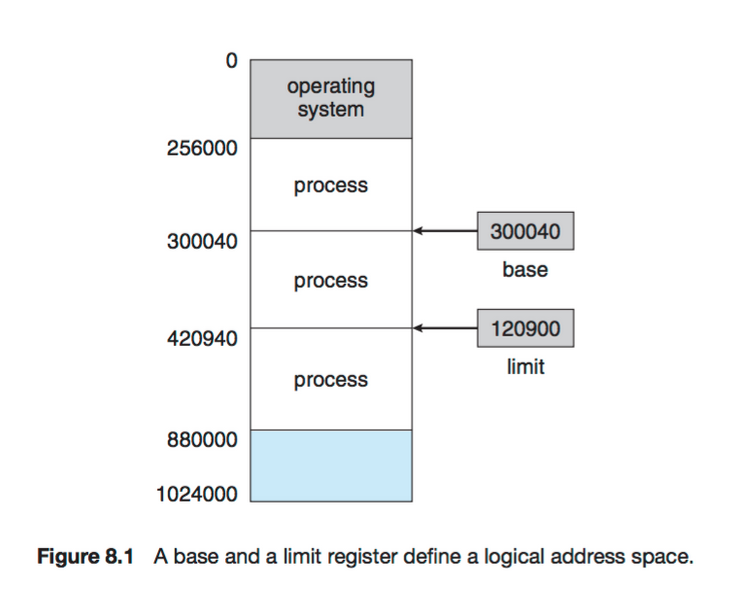 0
operating
system
256000
process
300040
300040
base
process
420940
120900
limit
process
880000
1024000
Figure 8.1 A base and a limit register define a logical address space.